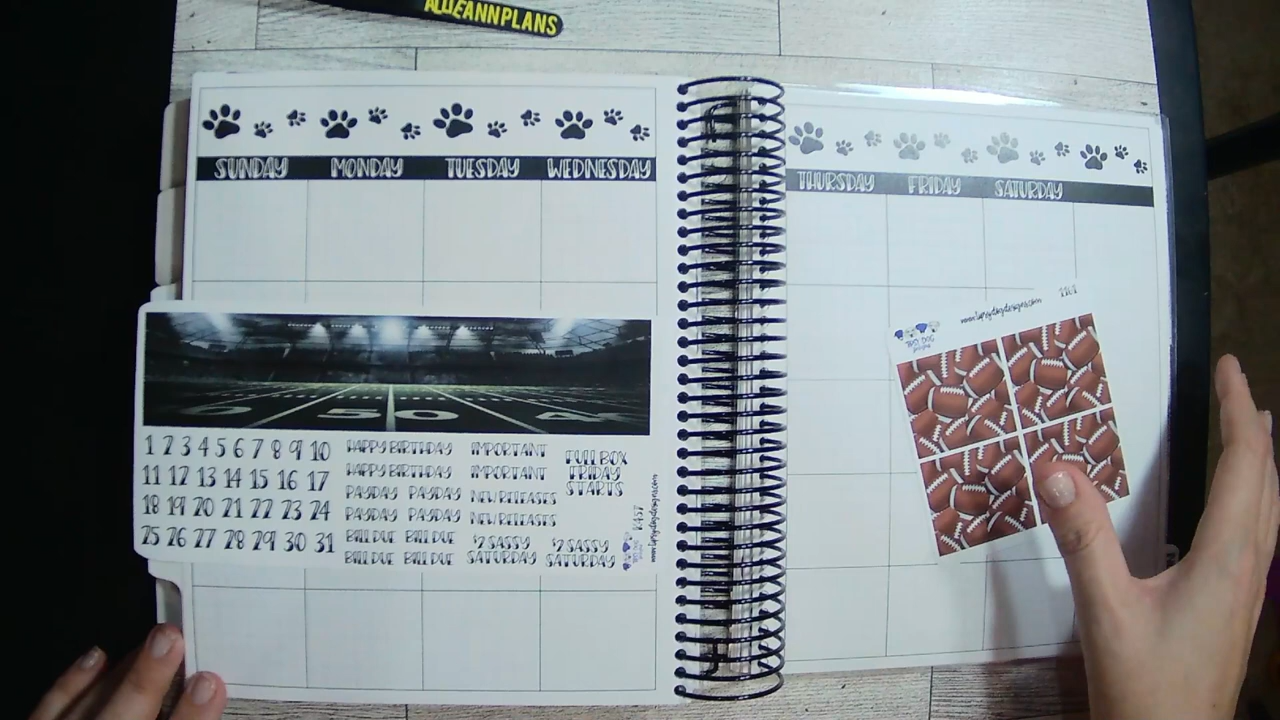 ALLIEANNPLANS
SUNDAY MONDAY TUESDAY WEDNESDAY
THURSDAY FRIDAY SATURDAY
50
1 2 3 4 5 6 7 8 9 10
11 12 13 14 15 16 17
18 19 20 21 22 23 24
25 26 27 28 29 30 31
HAPPY BIRTHDAY
HAPPY BIRTHDAY
PAYDAY PAYDAY
PAYDAY PAYDAY
BILL DUE BILL DUE
BILL DUE BILL DUE
IMPORTANT
IMPORTANT
NEW RELEASES
NEW RELEASES
$2 SASSY
SATURDAY
FULL BOX
FRIDAY
STARTS
$2 SASSY
SATURDAY